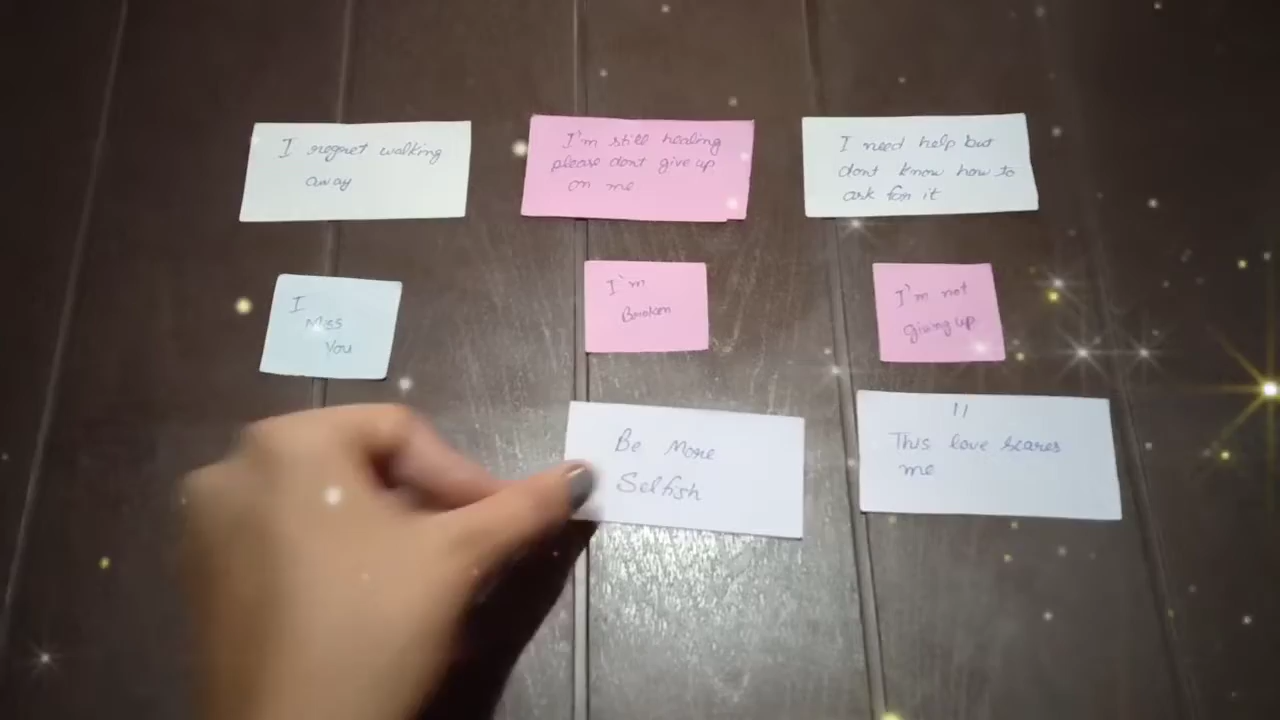 I regret walking
away
I'm still healing
please dont give up
on me
I need help but
dont know how to
ask for it
I
Miss
You
I'm
Broken
I'm not
giving up
Be More
Selfish
11
This love scares
me